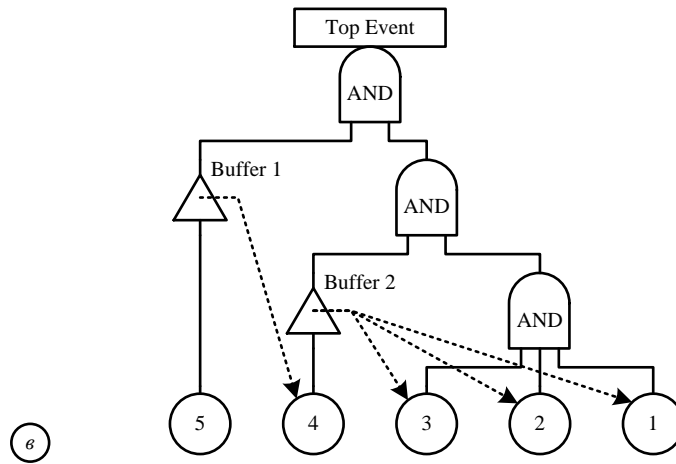 Top Event
AND
Buffer 1
AND
Buffer 2
AND
5
4
3
2
1
в